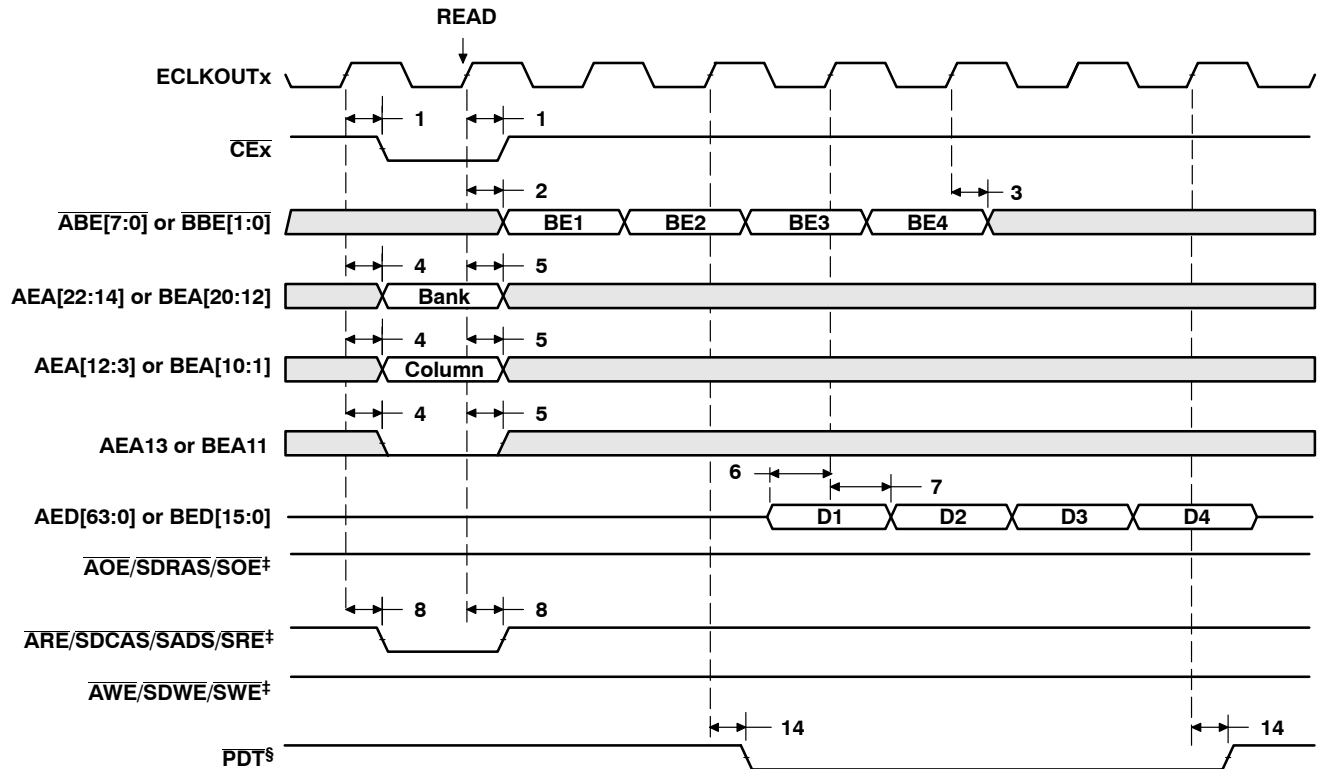 READ
ECLKOUTx
1 1
CEx
2 3
ABE[7:0] or BBE[1:0] BE1 BE2 BE3 BE4
4 5
AEA[22:14] or BEA[20:12] Bank
4 5
AEA[12:3] or BEA[10:1] Column
4 5
AEA13 or BEA11
6 7
AED[63:0] or BED[15:0] D1 D2 D3 D4
AOE/SDRAS/SOE‡
8 8
ARE/SDCAS/SADS/SRE‡
AWE/SDWE/SWE‡
14 14
PDT§